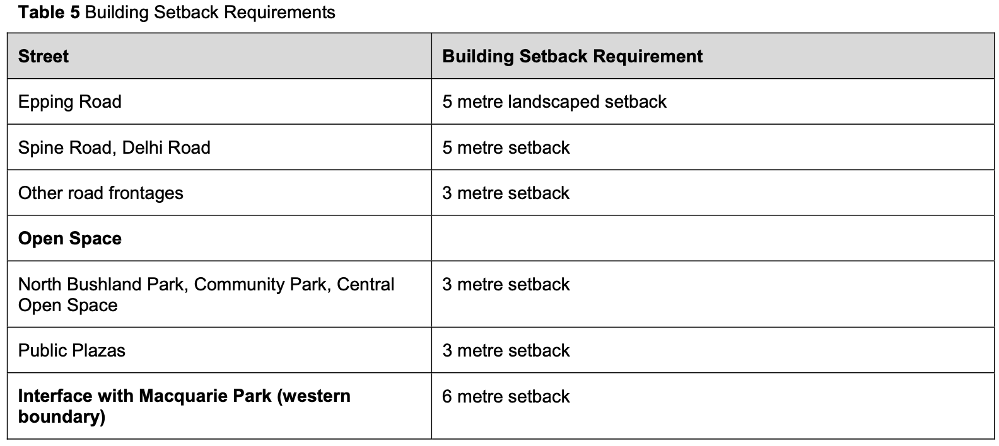 Table 5 Building Setback Requirements
Street
Building Setback Requirement
Epping Road
5 metre landscaped setback
Spine Road, Delhi Road
5 metre setback
Other road frontages
3 metre setback
Open Space
North Bushland Park, Community Park, Central
Open Space
3 metre setback
Public Plazas
3 metre setback
Interface with Macquarie Park (western
boundary)
6 metre setback